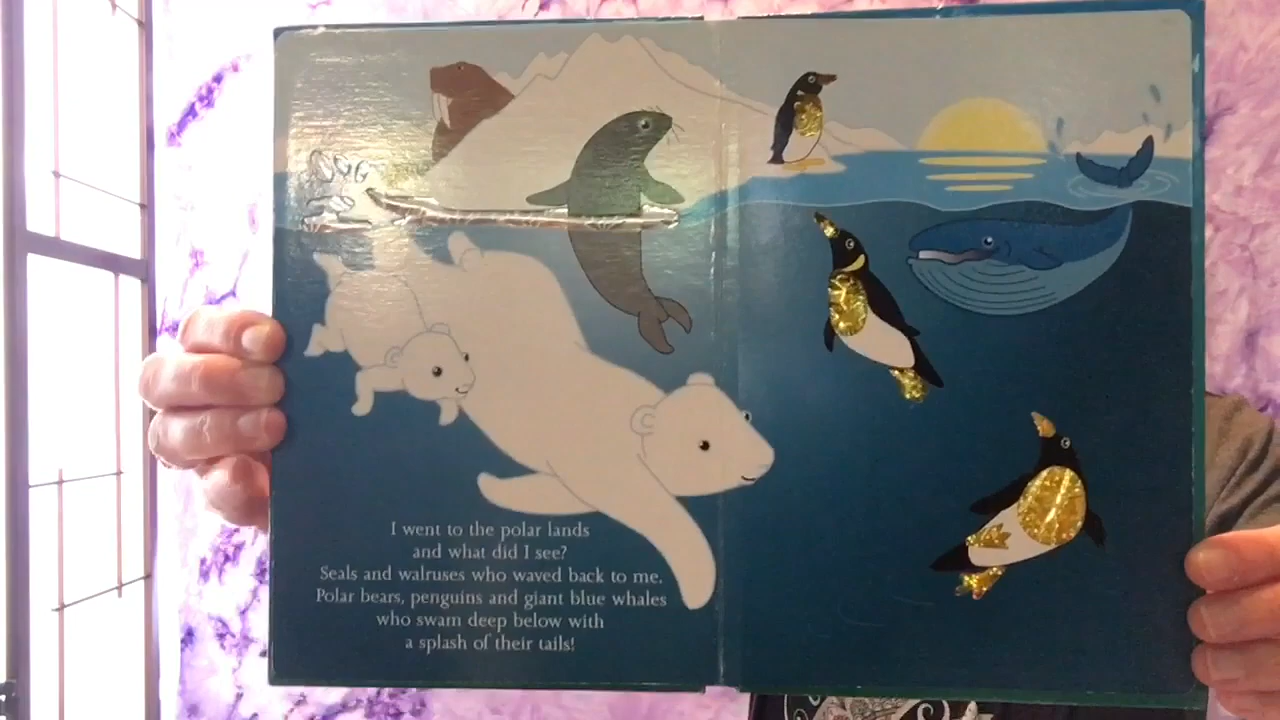 I went to the polar lands
and what did I see?
Seals and walruses who waved back to me.
Polar bears, penguins and giant blue whales
who swam deep below with
a splash of their tails!